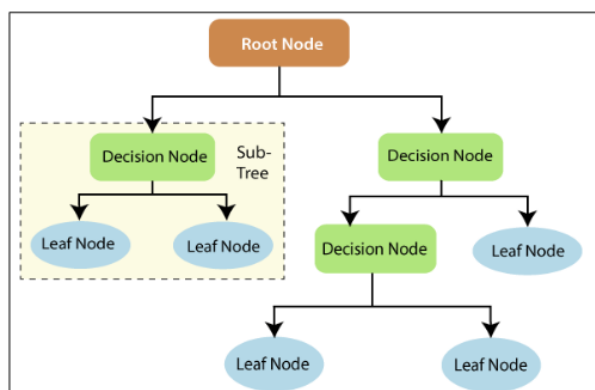 Root Node
Decision Node
Sub-
Tree
Decision Node
Leaf Node
Leaf Node
Decision Node
Leaf Node
Leaf Node
Leaf Node